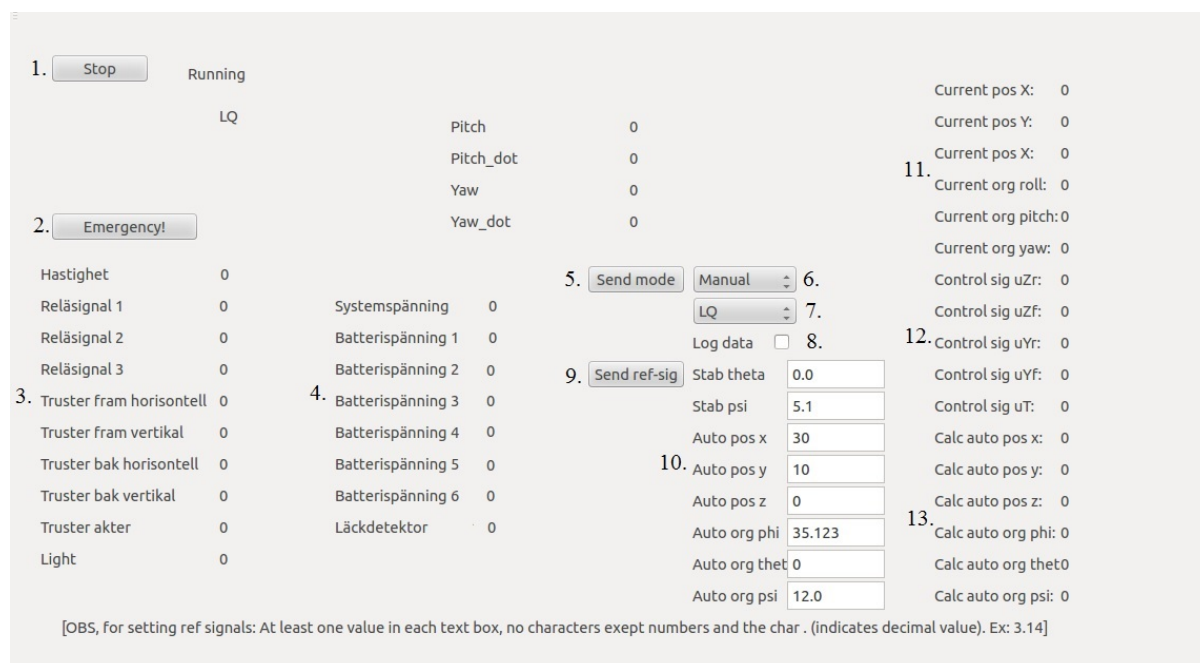 1. Stop Running
LQ
2. Emergency!
Pitch 0
Pitch_dot 0
Yaw 0
Yaw_dot 0
3.
Hastighet 0
Reläsignal 1 0
Reläsignal 2 0
Reläsignal 3 0
Truster fram horisontell 0
Truster fram vertikal 0
Truster bak horisontell 0
Truster bak vertikal 0
Truster akter 0
Light 0
4.
Systemspänning 0
Batterispänning 1 0
Batterispänning 2 0
Batterispänning 3 0
Batterispänning 4 0
Batterispänning 5 0
Batterispänning 6 0
Läckdetektor 0
5. Send mode Manual 6.
LQ 7.
Log data 8.
9. Send ref-sig
10.
Stab theta 0.0
Stab psi 5.1
Auto pos x 30
Auto pos y 10
Auto pos z 0
Auto org phi 35.123
Auto org thet 0
Auto org psi 12.0
11.
Current pos X: 0
Current pos Y: 0
Current pos X: 0
Current org roll: 0
Current org pitch: 0
Current org yaw: 0
12.
Control sig uZr: 0
Control sig uZf: 0
Control sig uYr: 0
Control sig uYf: 0
Control sig uT: 0
13.
Calc auto pos x: 0
Calc auto pos y: 0
Calc auto pos z: 0
Calc auto org phi: 0
Calc auto org thet0
Calc auto org psi: 0
[OBS, for setting ref signals: At least one value in each text box, no characters exept numbers and the char . (indicates decimal value). Ex: 3.14]